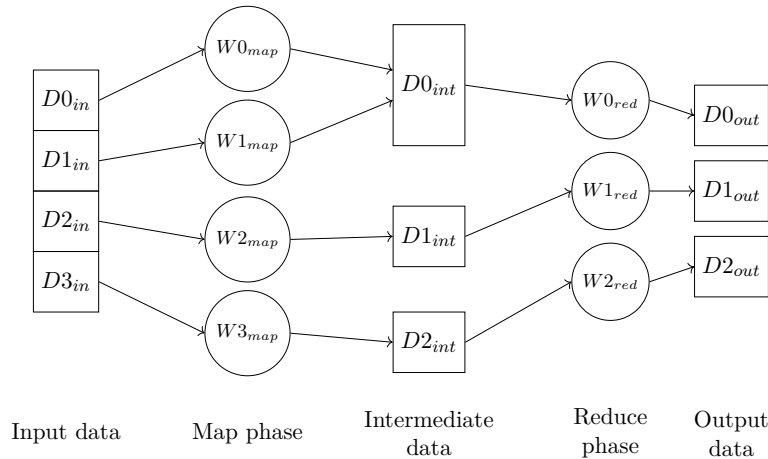 D0_in
D1_in
D2_in
D3_in
W0_map
W1_map
W2_map
W3_map
D0_int
D1_int
D2_int
W0_red
W1_red
W2_red
D0_out
D1_out
D2_out
Input data
Map phase
Intermediate
data
Reduce
phase
Output
data